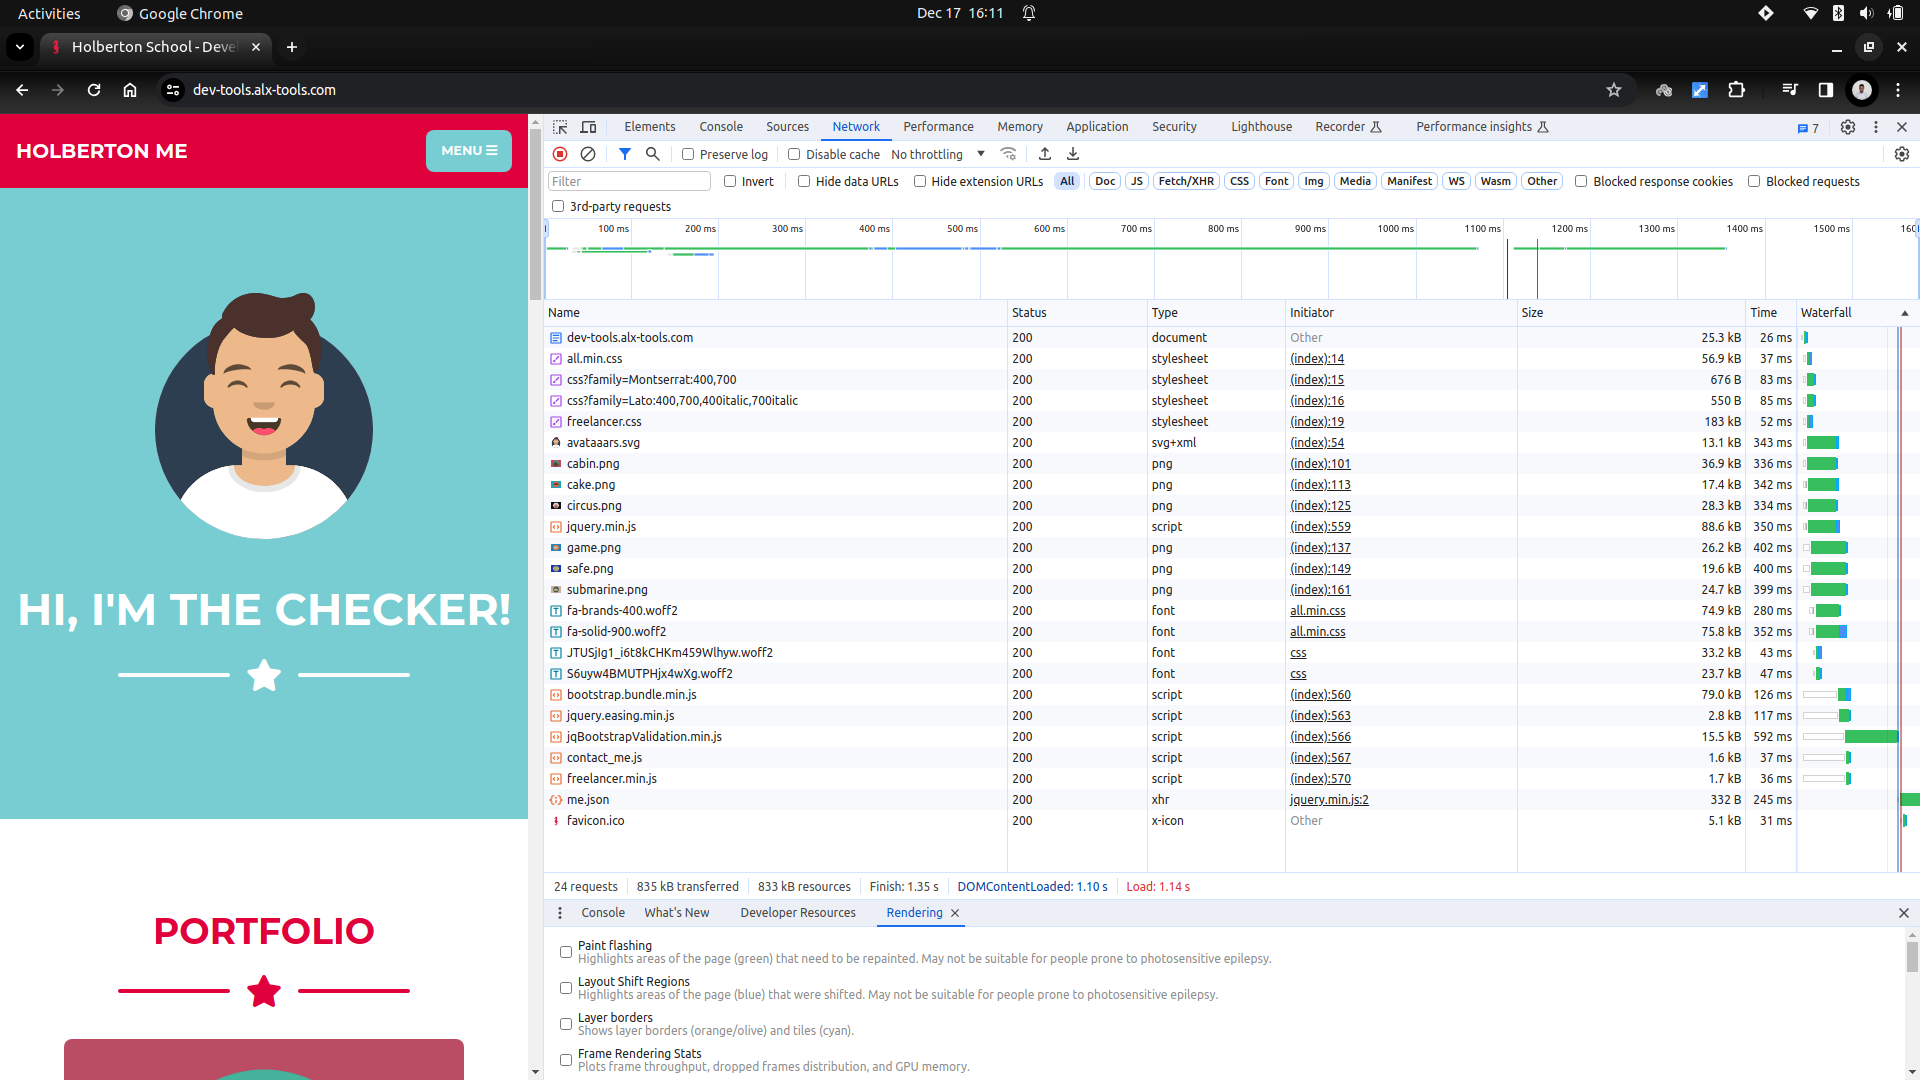 Activities
Google Chrome
Dec 17 16:11
Holberton School - Deve
dev-tools.alx-tools.com
HOLBERTON ME
MENU
HI, I'M THE CHECKER!
PORTFOLIO
Elements Console Sources Network Performance Memory Application Security Lighthouse Recorder Performance insights 7
Preserve log Disable cache No throttling
Filter Invert Hide data URLs Hide extension URLs All Doc JS Fetch/XHR CSS Font Img Media Manifest WS Wasm Other Blocked response cookies Blocked requests
3rd-party requests
100 ms 200 ms 300 ms 400 ms 500 ms 600 ms 700 ms 800 ms 900 ms 1000 ms 1100 ms 1200 ms 1300 ms 1400 ms 1500 ms 160
Name Status Type Initiator Size Time Waterfall
dev-tools.alx-tools.com 200 document Other 25.3 kB 26 ms
all.min.css 200 stylesheet (index):14 56.9 kB 37 ms
css?family=Montserrat:400,700 200 stylesheet (index):15 676 B 83 ms
css?family=Lato:400,700,400italic,700italic 200 stylesheet (index):16 550 B 85 ms
freelancer.css 200 stylesheet (index):19 183 kB 52 ms
avataaars.svg 200 svg+xml (index):54 13.1 kB 343 ms
cabin.png 200 png (index):101 36.9 kB 336 ms
cake.png 200 png (index):113 17.4 kB 342 ms
circus.png 200 png (index):125 28.3 kB 334 ms
jquery.min.js 200 script (index):559 88.6 kB 350 ms
game.png 200 png (index):137 26.2 kB 402 ms
safe.png 200 png (index):149 19.6 kB 400 ms
submarine.png 200 png (index):161 24.7 kB 399 ms
fa-brands-400.woff2 200 font all.min.css 74.9 kB 280 ms
fa-solid-900.woff2 200 font all.min.css 75.8 kB 352 ms
JTUSjIg1_i6t8kCHKm459Wlhyw.woff2 200 font css 33.2 kB 43 ms
S6uyw4BMUTPHjx4wXg.woff2 200 font css 23.7 kB 47 ms
bootstrap.bundle.min.js 200 script (index):560 79.0 kB 126 ms
jquery.easing.min.js 200 script (index):563 2.8 kB 117 ms
jqBootstrapValidation.min.js 200 script (index):566 15.5 kB 592 ms
contact_me.js 200 script (index):567 1.6 kB 37 ms
freelancer.min.js 200 script (index):570 1.7 kB 36 ms
me.json 200 xhr jquery.min.js:2 332 B 245 ms
favicon.ico 200 x-icon Other 5.1 kB 31 ms
24 requests 835 kB transferred 833 kB resources Finish: 1.35 s DOMContentLoaded: 1.10 s Load: 1.14 s
Console What's New Developer Resources Rendering
Paint flashing
Highlights areas of the page (green) that need to be repainted. May not be suitable for people prone to photosensitive epilepsy.
Layout Shift Regions
Highlights areas of the page (blue) that were shifted. May not be suitable for people prone to photosensitive epilepsy.
Layer borders
Shows layer borders (orange/olive) and tiles (cyan).
Frame Rendering Stats
Plots frame throughput, dropped frames distribution, and GPU memory.